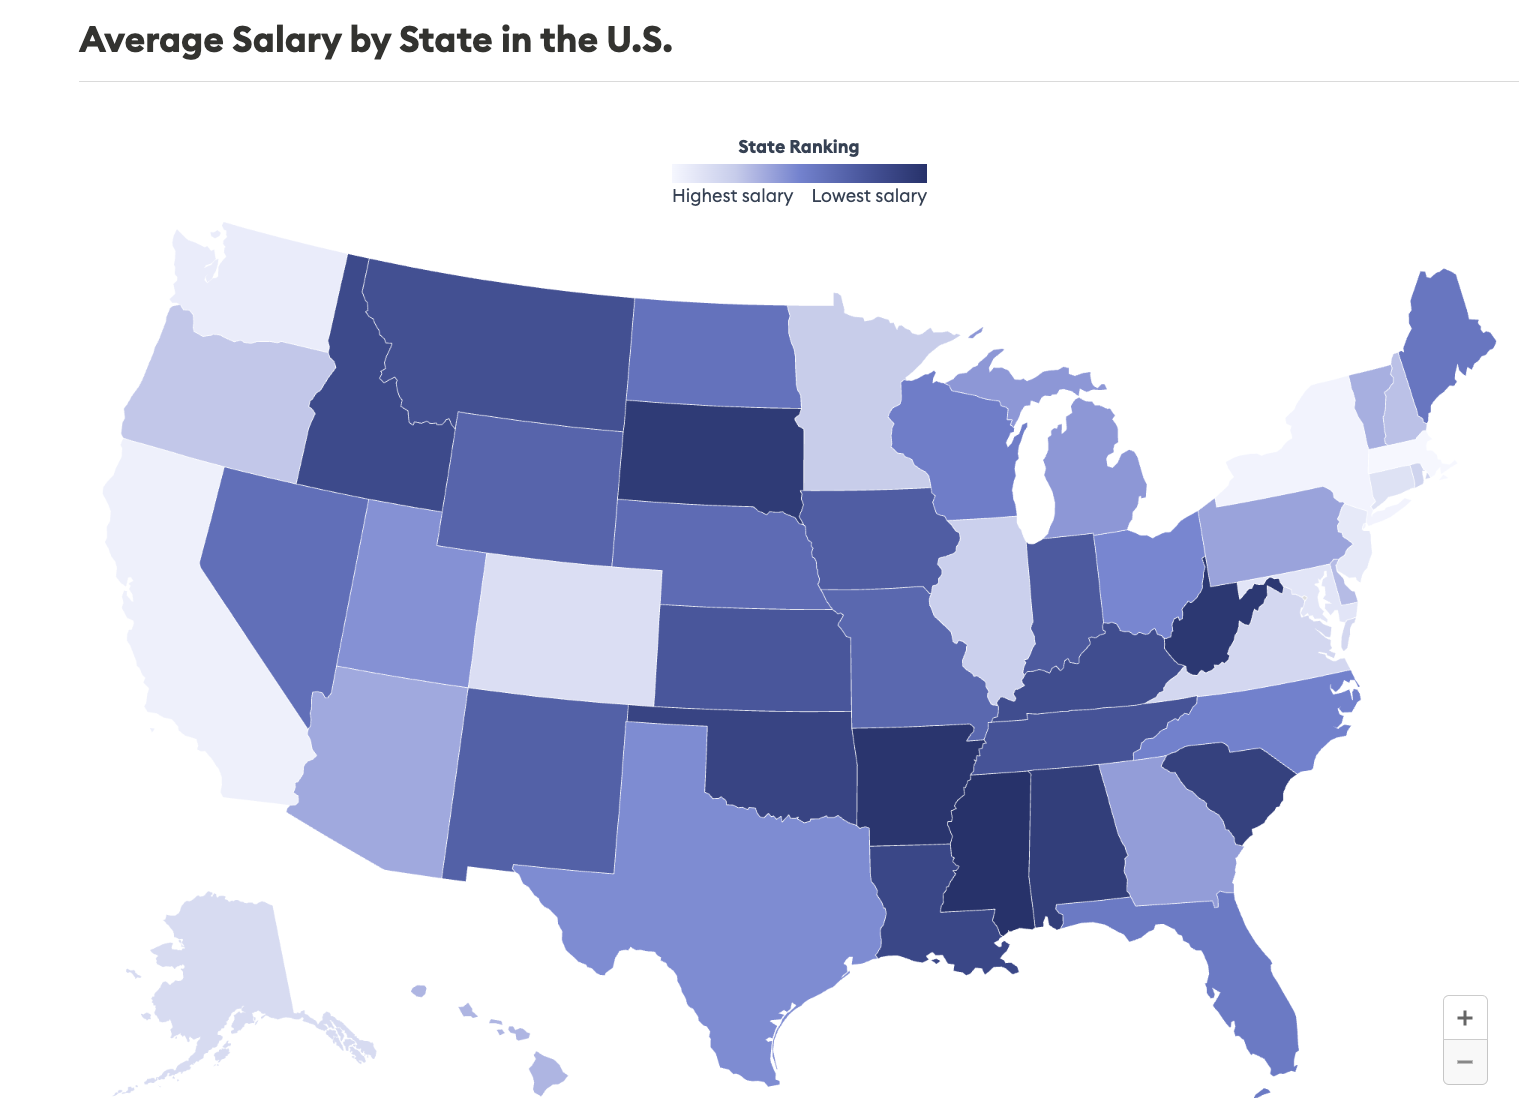 Average Salary by State in the U.S.
State Ranking
Highest salary Lowest salary
+
−